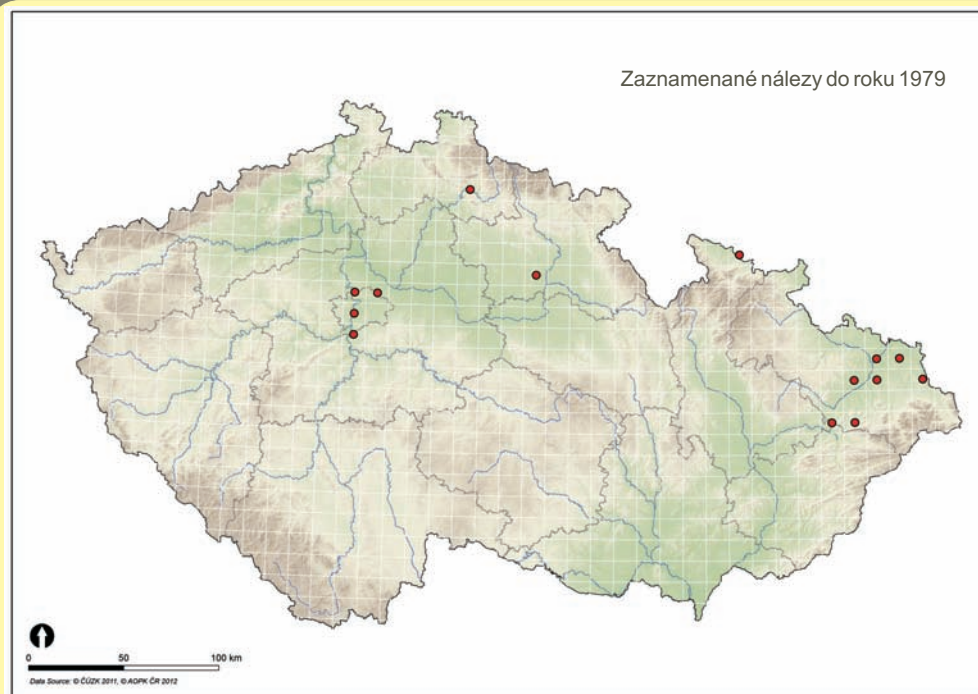 Zaznamenané nálezy do roku 1979
0 50 100 km
Data Source: © ČÚZK 2011, © AOPK ČR 2012